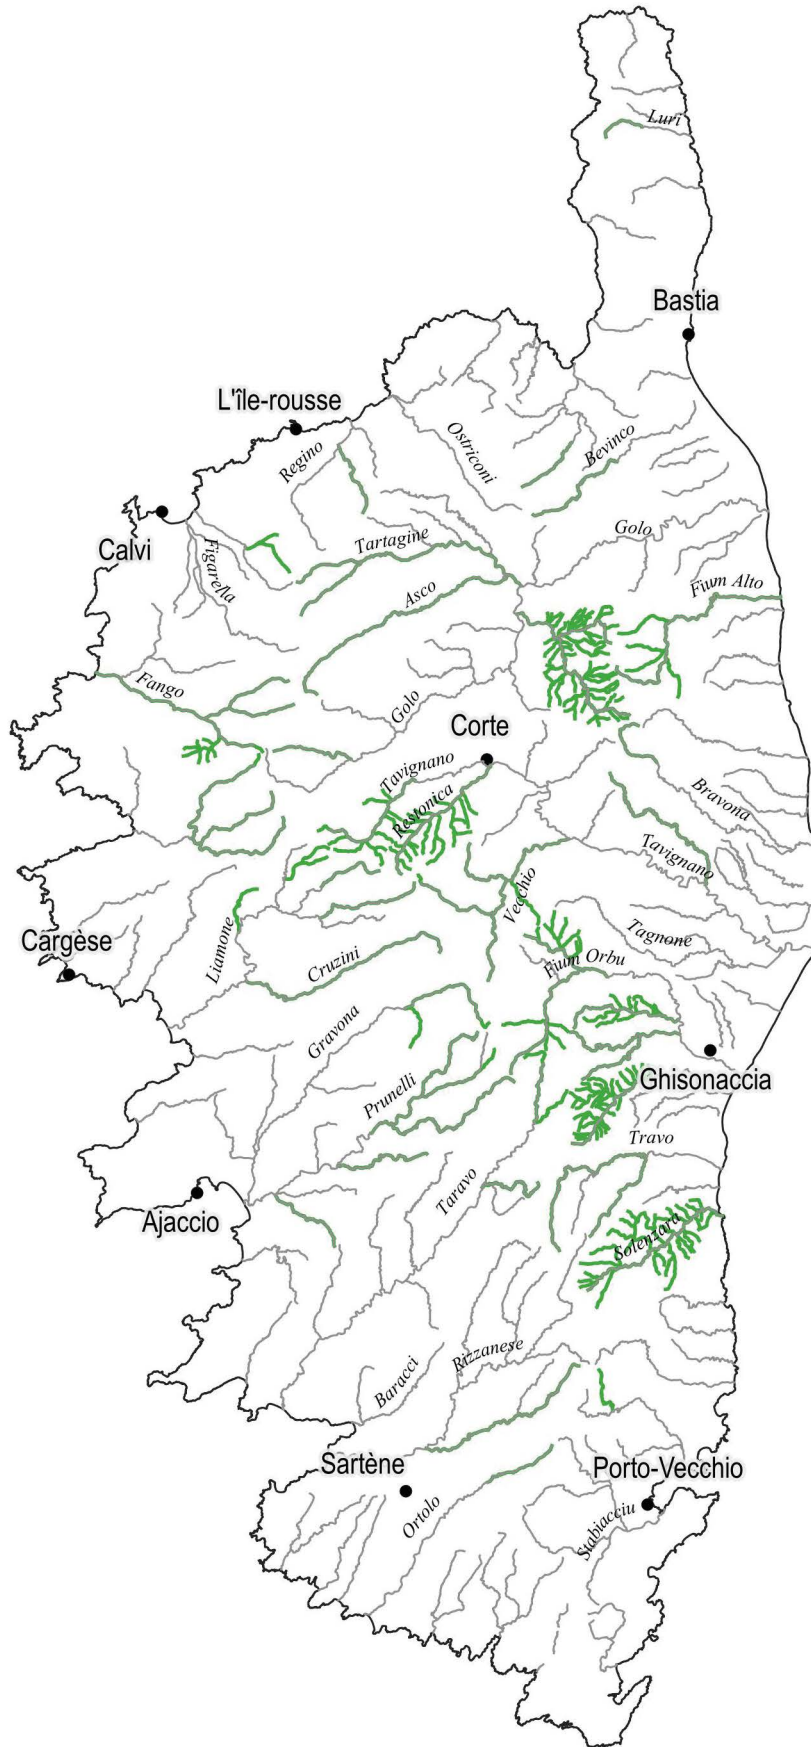 Luri
Bastia
L'île-rousse
Regino
Ostriconi
Bevinco
Calvi
Figarella
Tartagine
Golo
Asco
Fium Alto
Fango
Golo
Corte
Tavignano
Restonica
Bravona
Tavignano
Vecchio
Liamone
Cargèse
Cruzini
Tagnone
Fium Orbu
Gravona
Ghisonaccia
Prunelli
Travo
Taravo
Ajaccio
Solenzara
Rizzanese
Baracci
Sartène
Porto-Vecchio
Ortolo
Stabiacciu